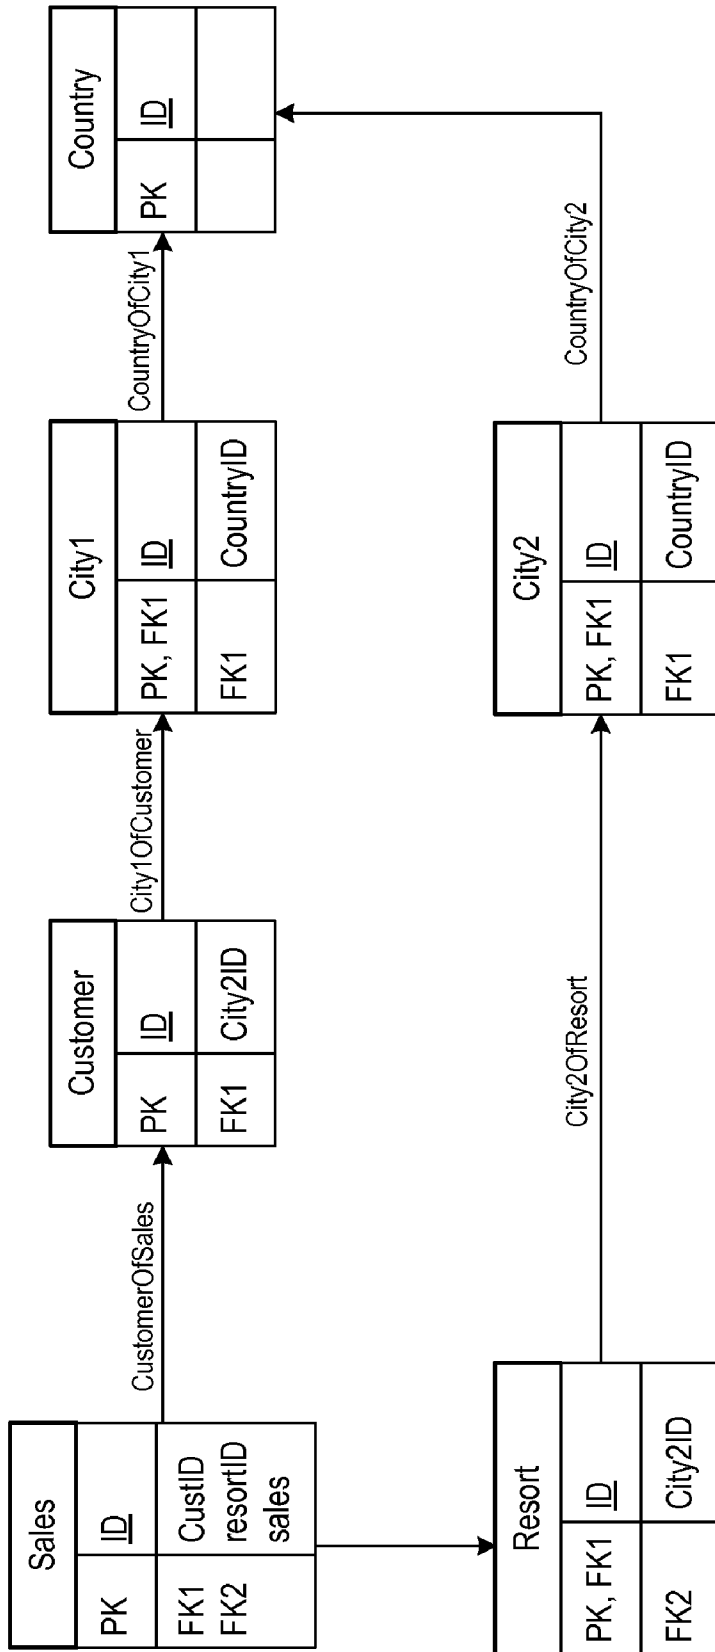 Sales
PK ID
FK1 CustID
FK2 resortID
sales
CustomerOfSales
Customer
PK ID
FK1 City2ID
City1OfCustomer
City1
PK, FK1 ID
FK1 CountryID
CountryOfCity1
Country
PK ID
Resort
PK, FK1 ID
FK2 City2ID
City2OfResort
City2
PK, FK1 ID
FK1 CountryID
CountryOfCity2